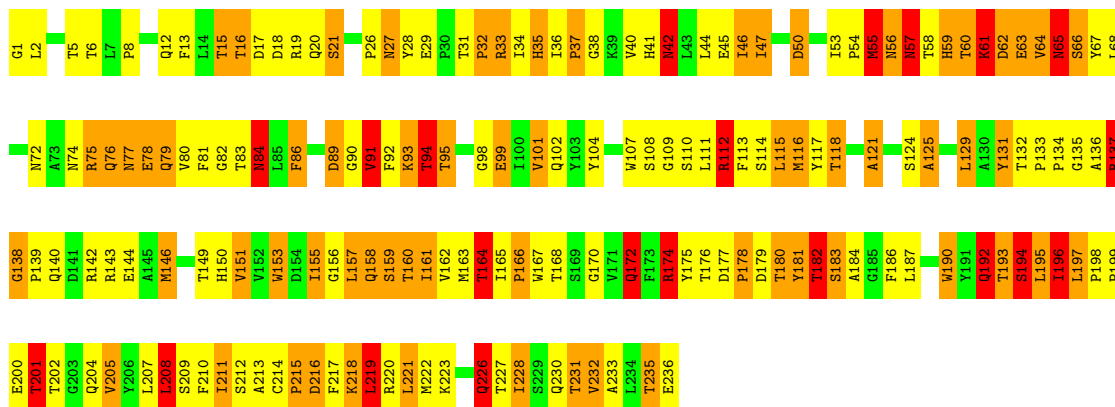 G1 L2 T5 T6 L7 P8 Q12 F13 L14 T15 T16 D17 D18 R19 Q20 S21 P26 N27 Y28 E29 P30 T31 P32 R33 I34 H35 I36 P37 G38 K39 V40 H41 N42 L43 L44 E45 I46 I47 D50 I53 P54 M55 N56 N57 T58 H59 T60 K61 D62 E63 V64 N65 S66 Y67
N72 A73 N74 R75 Q76 N77 E78 Q79 V80 F81 G82 T83 N84 L85 F86 D89 G90 V91 F92 K93 T94 T95 G98 E99 I100 V101 Q102 Y103 Y104 W107 S108 G109 S110 L111 R112 F113 S114 L115 M116 Y117 T118 A121 S124 A125 L129 A130 Y131 T132 P133 P134 G135 A136
G138 P139 Q140 D141 R142 R143 E144 A145 M146 T149 H150 V151 V152 W153 D154 I155 G156 L157 Q158 S159 T160 I161 V162 M163 T164 I165 P166 W167 T168 S169 G170 V171 Q172 F173 R174 Y175 T176 D177 P178 D179 T180 Y181 T182 S183 A184 G185 F186 L187 W190 Y191 Q192 T193 S194 L195 I196 L197 P198
E200 T201 T202 G203 Q204 V205 Y206 L207 L208 S209 F210 I211 S212 A213 C214 P215 D216 F217 K218 L219 R220 L221 M222 K223 Q226 T227 I228 S229 Q230 T231 V232 A233 L234 T235 E236